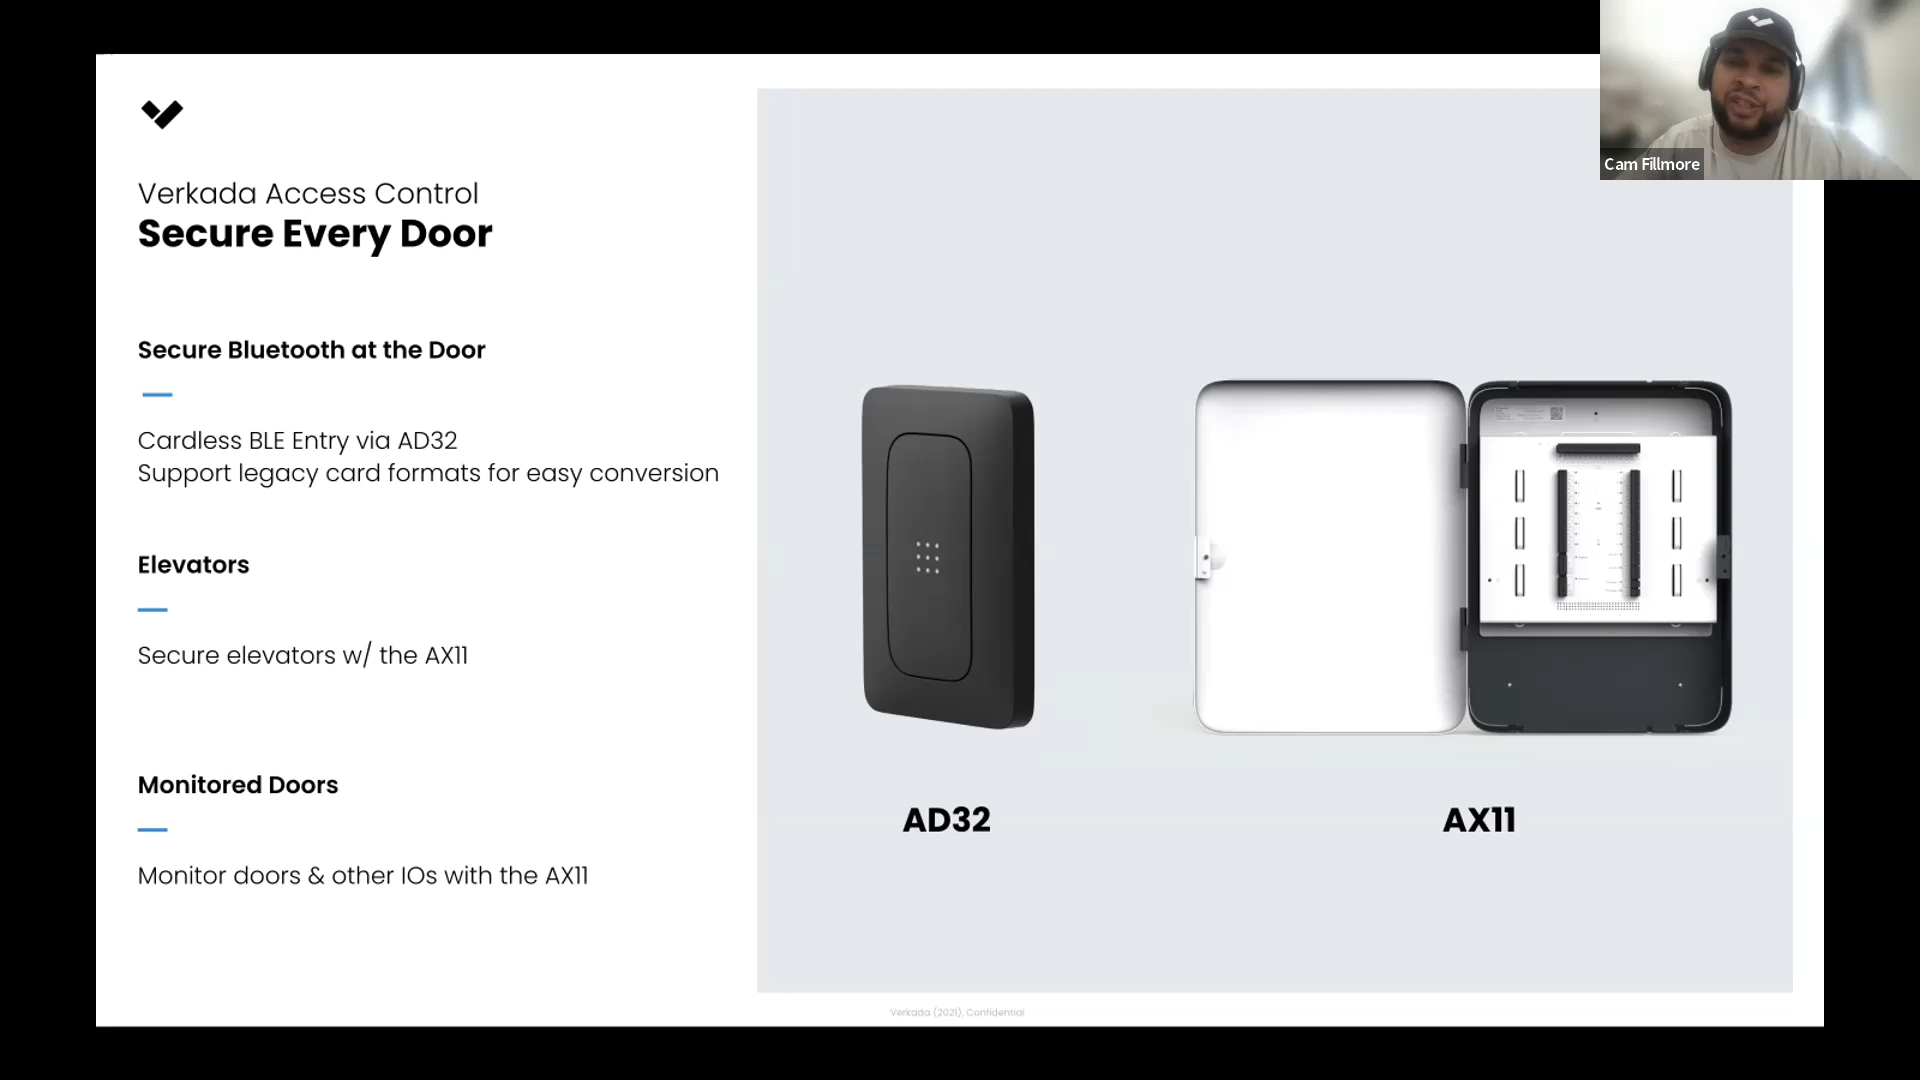 Verkada Access Control
Secure Every Door
Secure Bluetooth at the Door
Cardless BLE Entry via AD32
Support legacy card formats for easy conversion
Elevators
Secure elevators w/ the AX11
Monitored Doors
Monitor doors & other IOs with the AX11
AD32
AX11
Cam Fillmore
Verkada (2021), Confidential